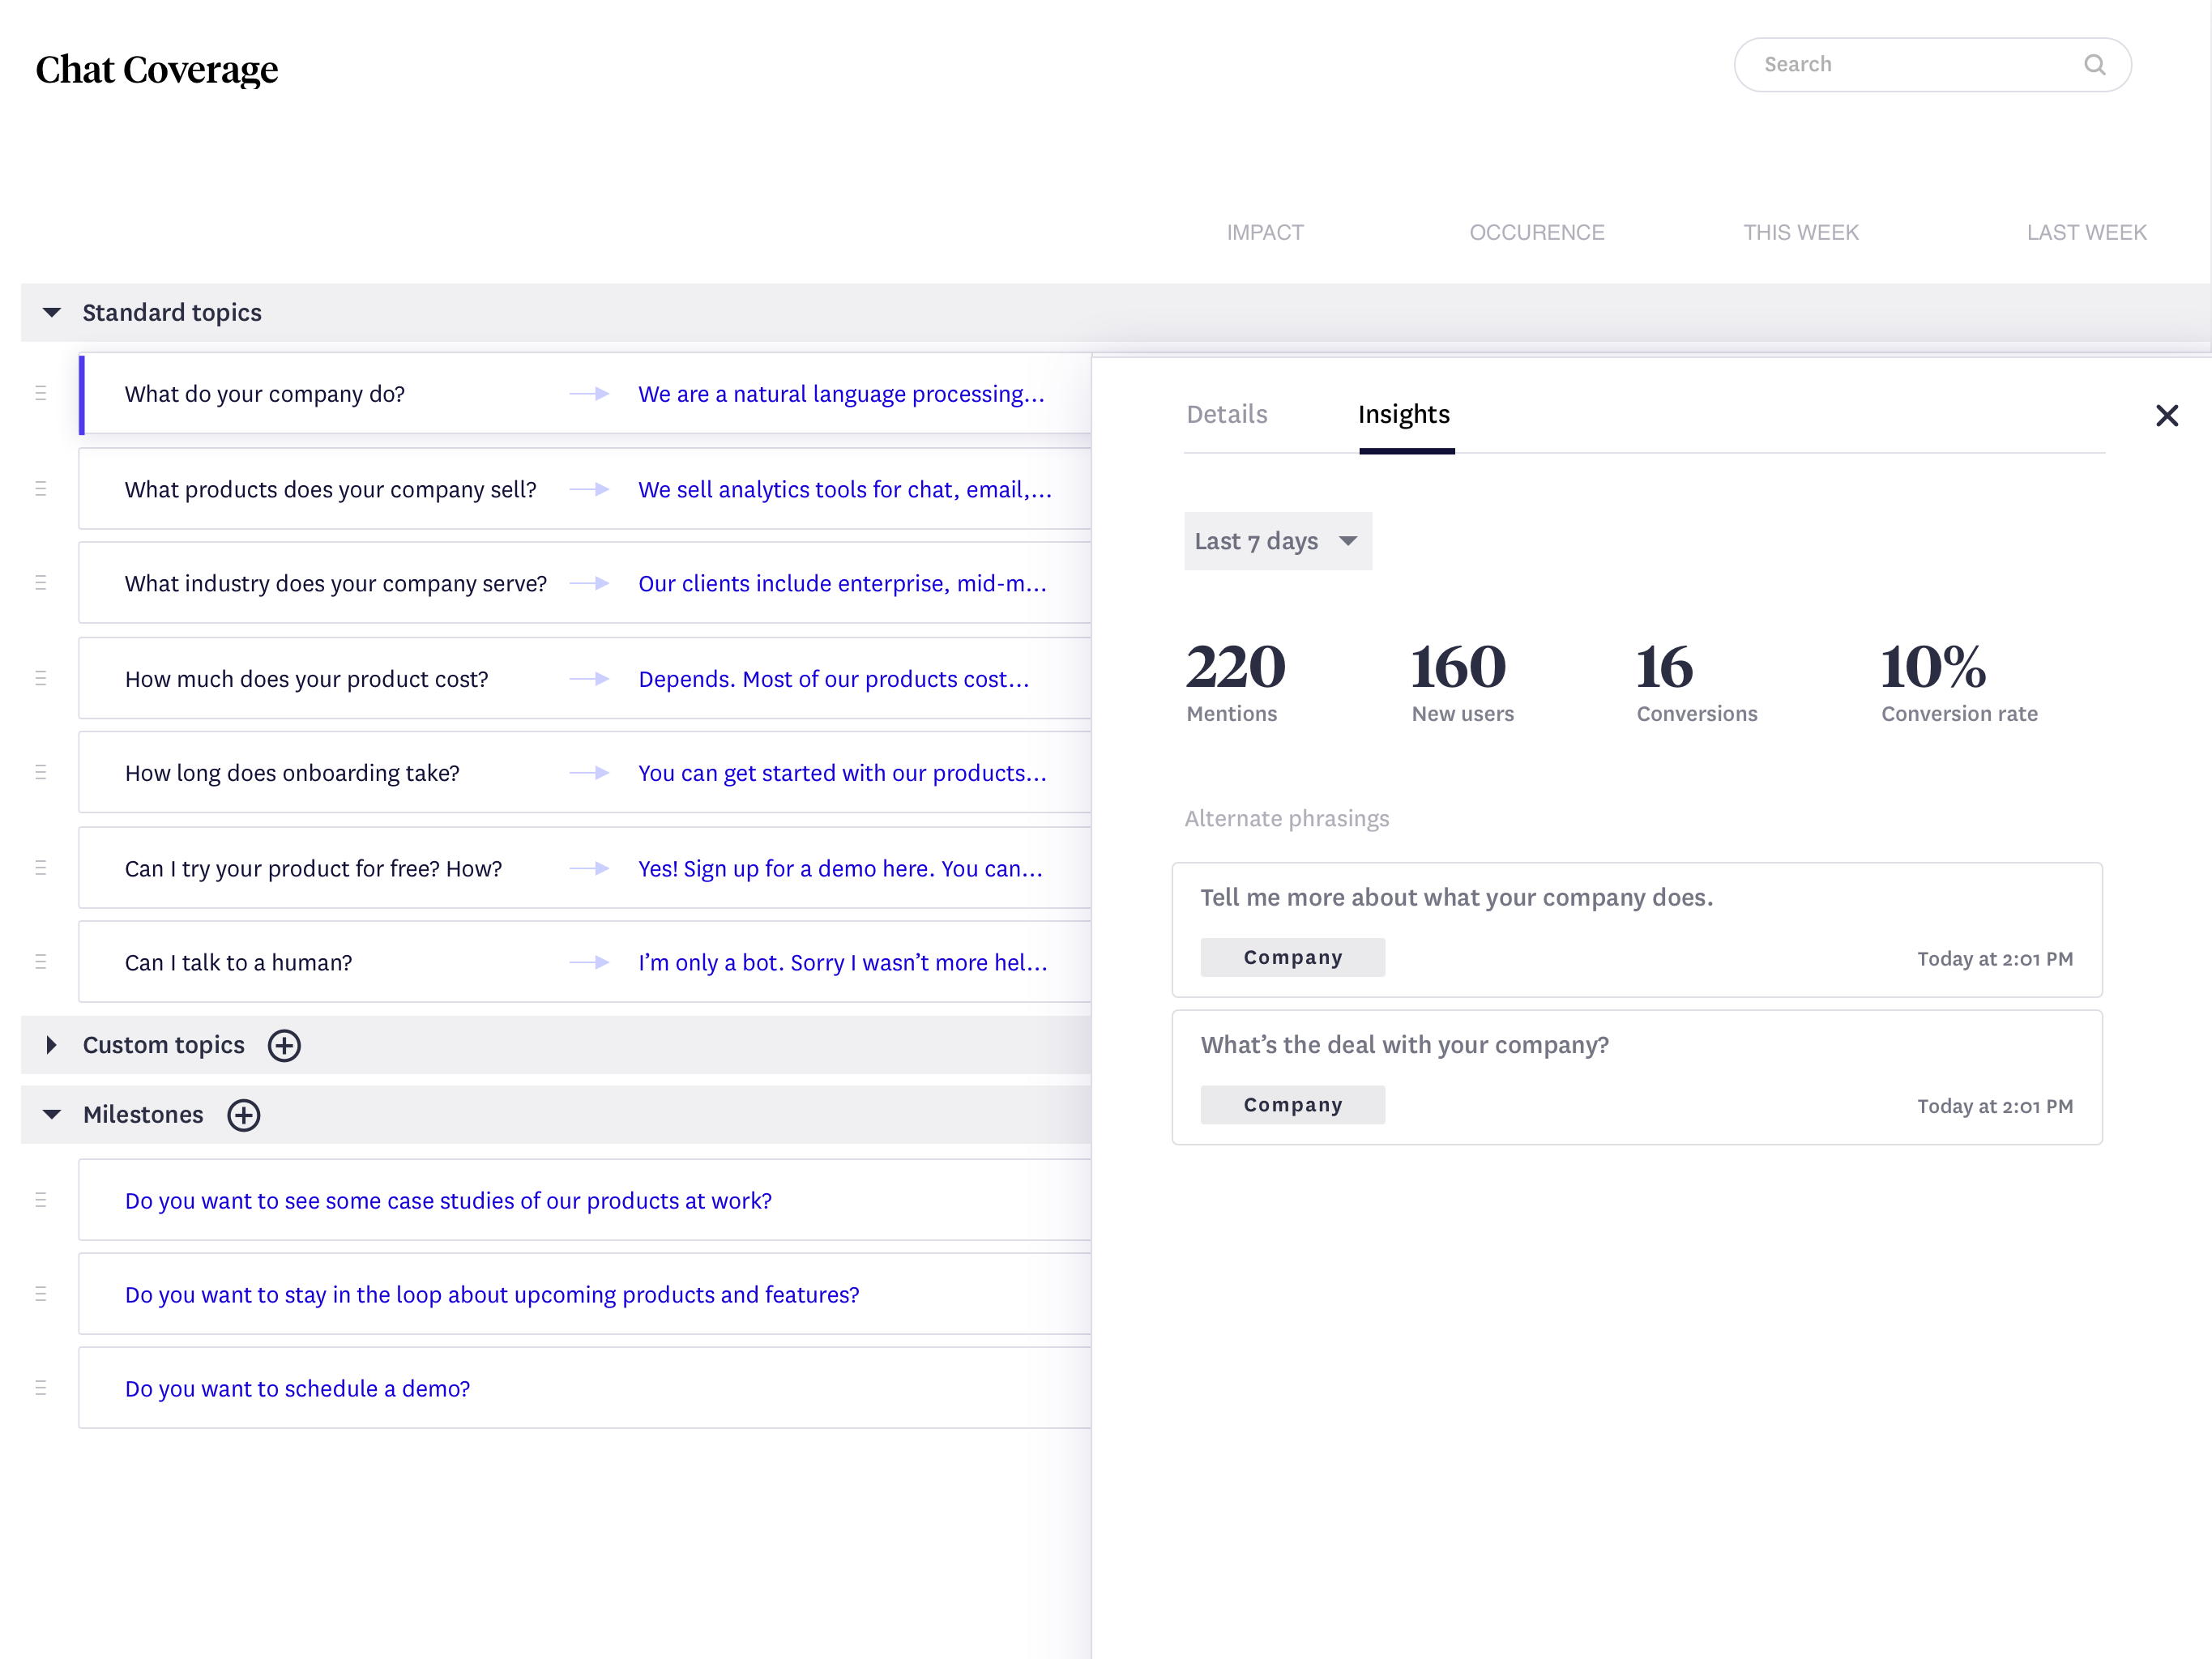 Chat Coverage
Search
IMPACT OCCURENCE THIS WEEK LAST WEEK
Standard topics
What do your company do? We are a natural language processing...
What products does your company sell? We sell analytics tools for chat, email,...
What industry does your company serve? Our clients include enterprise, mid-m...
How much does your product cost? Depends. Most of our products cost...
How long does onboarding take? You can get started with our products...
Can I try your product for free? How? Yes! Sign up for a demo here. You can...
Can I talk to a human? I’m only a bot. Sorry I wasn’t more hel...
Custom topics
Milestones
Do you want to see some case studies of our products at work?
Do you want to stay in the loop about upcoming products and features?
Do you want to schedule a demo?
Details Insights
Last 7 days
220 160 16 10%
Mentions New users Conversions Conversion rate
Alternate phrasings
Tell me more about what your company does.
Company Today at 2:01 PM
What’s the deal with your company?
Company Today at 2:01 PM